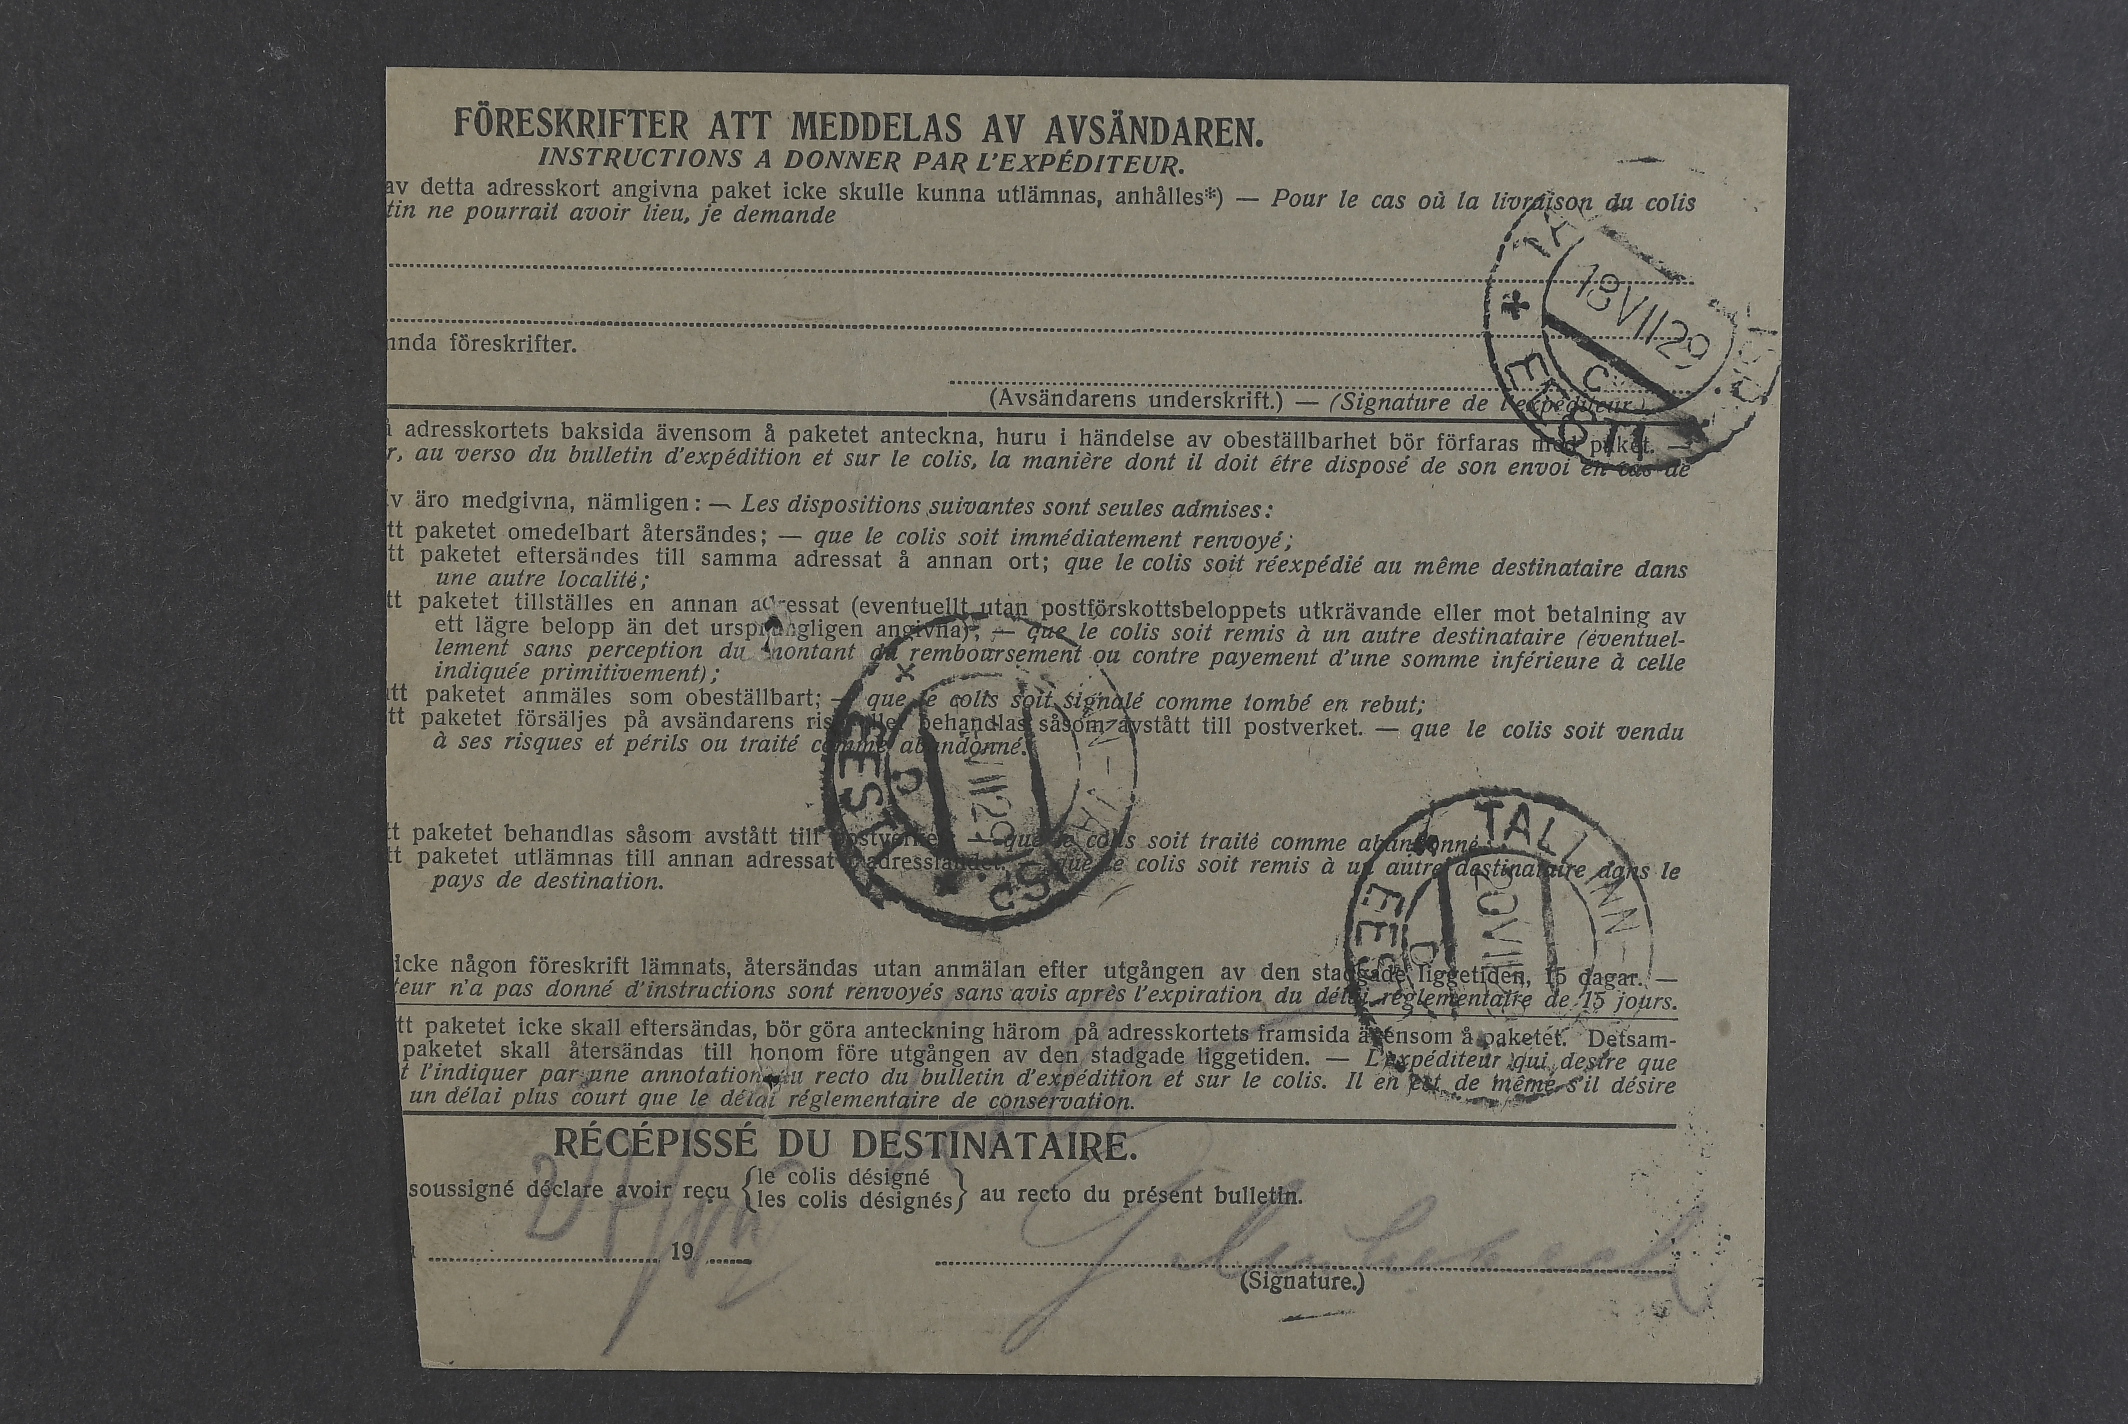 FÖRESKRIFTER ATT MEDDELAS AV AVSÄNDAREN.
INSTRUCTIONS A DONNER PAR L'EXPÉDITEUR.
av detta adresskort angivna paket icke skulle kunna utlämnas, anhålles*) — Pour le cas où la livraison du colis
tin ne pourrait avoir lieu, je demande
nnda föreskrifter.
(Avsändarens underskrift.) — (Signature de l'expéditeur.)
adresskortets baksida ävensom å paketet anteckna, huru i händelse av obeställbarhet bör förfaras med paket. —
r, au verso du bulletin d'expédition et sur le colis, la manière dont il doit être disposé de son envoi en cas de
v äro medgivna, nämligen: — Les dispositions suivantes sont seules admises:
tt paketet omedelbart återsändes; — que le colis soit immédiatement renvoyé;
tt paketet eftersändes till samma adressat å annan ort; que le colis soit réexpédié au même destinataire dans
une autre localité;
tt paketet tillställes en annan adressat (eventuellt utan postförskottsbeloppets utkrävande eller mot betalning av
ett lägre belopp än det ursprungligen angivna); — que le colis soit remis à un autre destinataire (éventuel-
lement sans perception du montant du remboursement ou contre payement d'une somme inférieure à celle
indiquée primitivement);
tt paketet anmäles som obeställbart; — que le colis soit signalé comme tombé en rebut;
tt paketet försäljes på avsändarens risk eller behandlas såsom avstått till postverket. — que le colis soit vendu
à ses risques et périls ou traité comme abandonné.
tt paketet behandlas såsom avstått till postverket. — que le colis soit traité comme abandonné.
tt paketet utlämnas till annan adressat i adresslandet. — que le colis soit remis à un autre destinataire dans le
pays de destination.
icke någon föreskrift lämnats, återsändas utan anmälan efter utgången av den stadgade liggetiden, 15 dagar. —
teur n'a pas donné d'instructions sont renvoyés sans avis après l'expiration du délai réglementaire de 15 jours.
tt paketet icke skall eftersändas, bör göra anteckning härom på adresskortets framsida ävensom å paketet. Detsam-
paketet skall återsändas till honom före utgången av den stadgade liggetiden. — L'expéditeur qui desire que
t l'indiquer par une annotation au recto du bulletin d'expédition et sur le colis. Il en est de même s'il désire
un délai plus court que le délai réglementaire de conservation.
RÉCÉPISSÉ DU DESTINATAIRE.
soussigné déclare avoir reçu {le colis désigné
les colis désignés} au recto du présent bulletin.
19
(Signature.)
18 VII 29
C
EESTI
EESTI
C
VII 29
TALLINN-
EESTI
D
20 VII